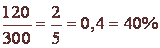 120/300 = 2/5 = 0,4 = 40%